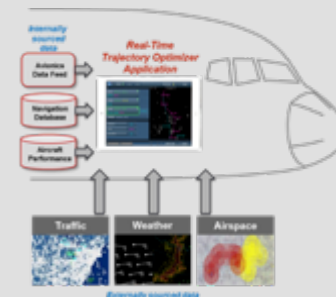 Internally
sourced
data
Real-Time
Trajectory Optimizer
Application
Avionics
Data Feed
Navigation
Database
Aircraft
Performance
Traffic
Weather
Airspace
Externally sourced data